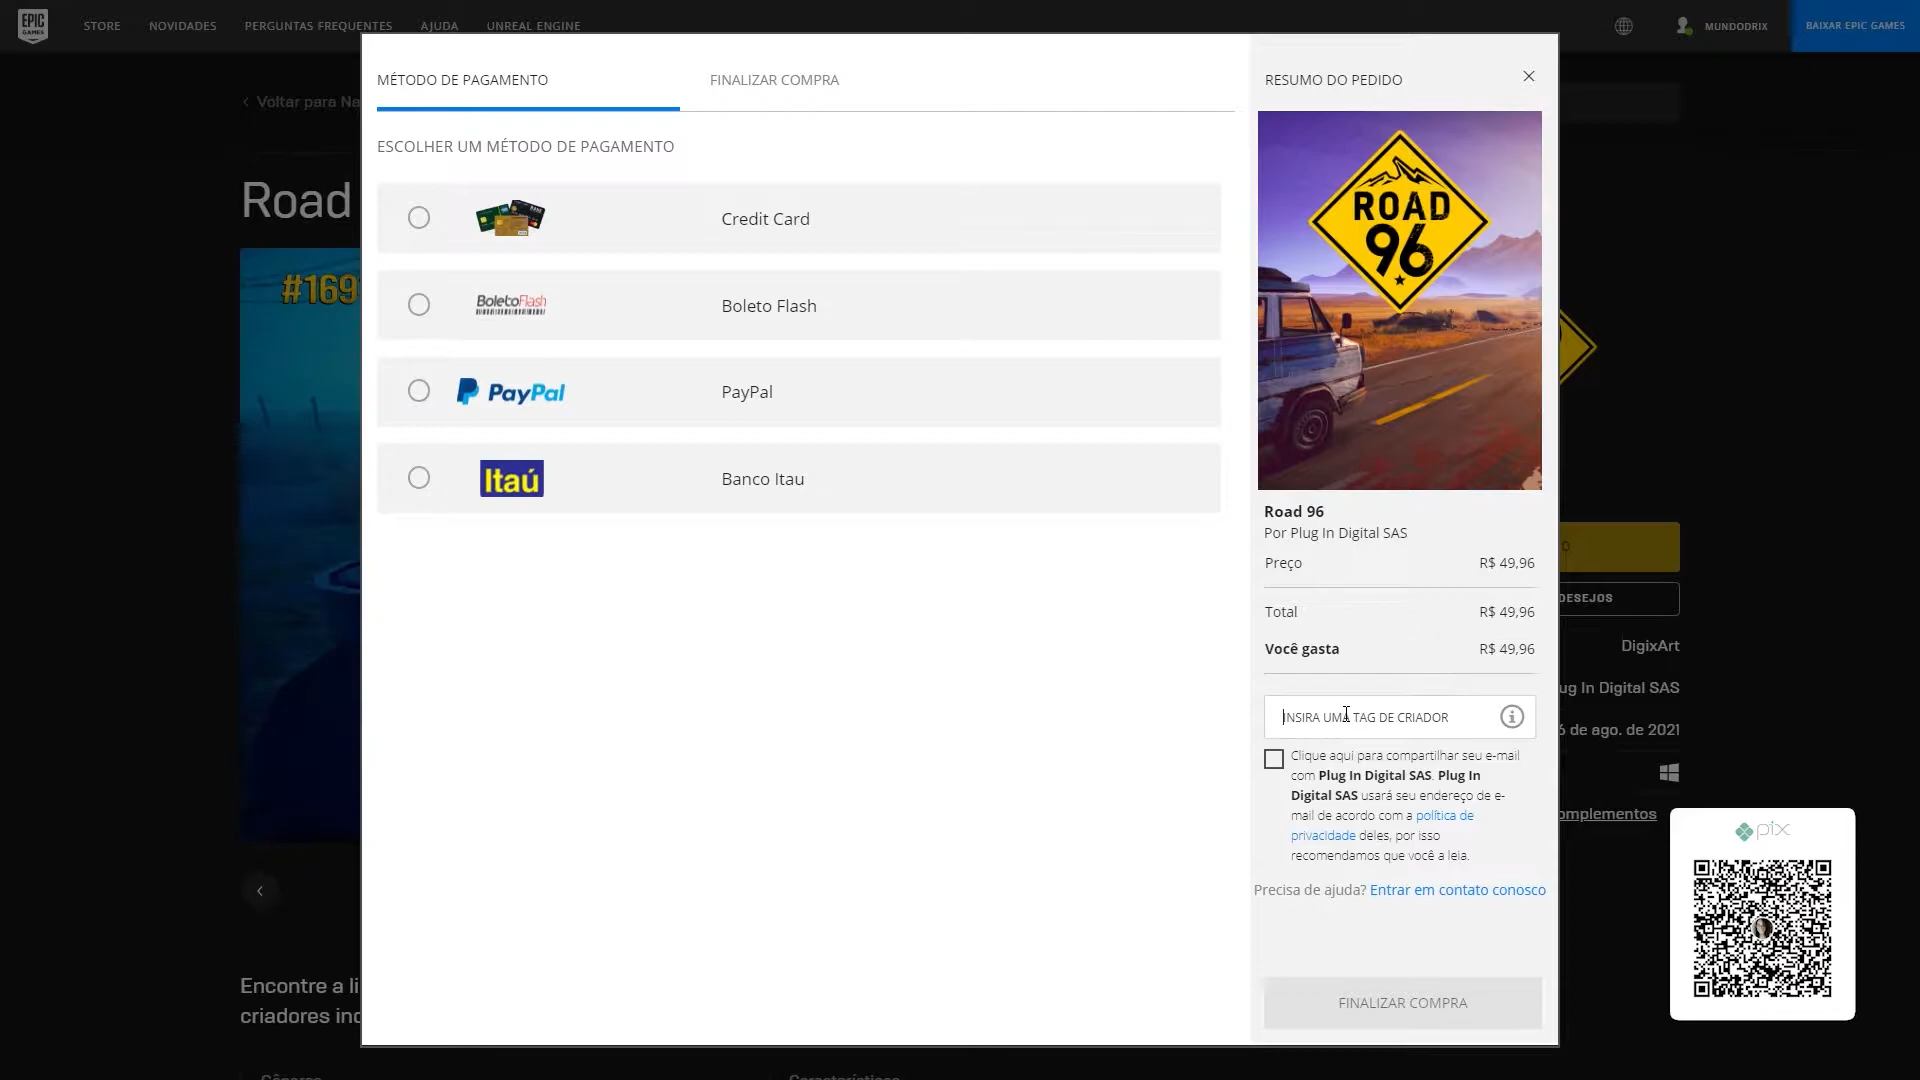 EPIC
GAMES
STORE
NOVIDADES
PERGUNTAS FREQUENTES
AJUDA
UNREAL ENGINE
MUNDODRIX
BAIXAR EPIC GAMES
Voltar para Na
Road
#169
MÉTODO DE PAGAMENTO
FINALIZAR COMPRA
ESCOLHER UM MÉTODO DE PAGAMENTO
Credit Card
BoletoFlash
Boleto Flash
PayPal
PayPal
Itaú
Banco Itau
RESUMO DO PEDIDO
ROAD
96
Road 96
Por Plug In Digital SAS
Preço R$ 49,96
Total R$ 49,96
Você gasta R$ 49,96
INSIRA UMA TAG DE CRIADOR
Clique aqui para compartilhar seu e-mail
com Plug In Digital SAS. Plug In
Digital SAS usará seu endereço de e-
mail de acordo com a política de
privacidade deles, por isso
recomendamos que você a leia.
Precisa de ajuda? Entrar em contato conosco
FINALIZAR COMPRA
DESEJOS
DigixArt
ug In Digital SAS
6 de ago. de 2021
omplementos
pix
Encontre a li
criadores ind